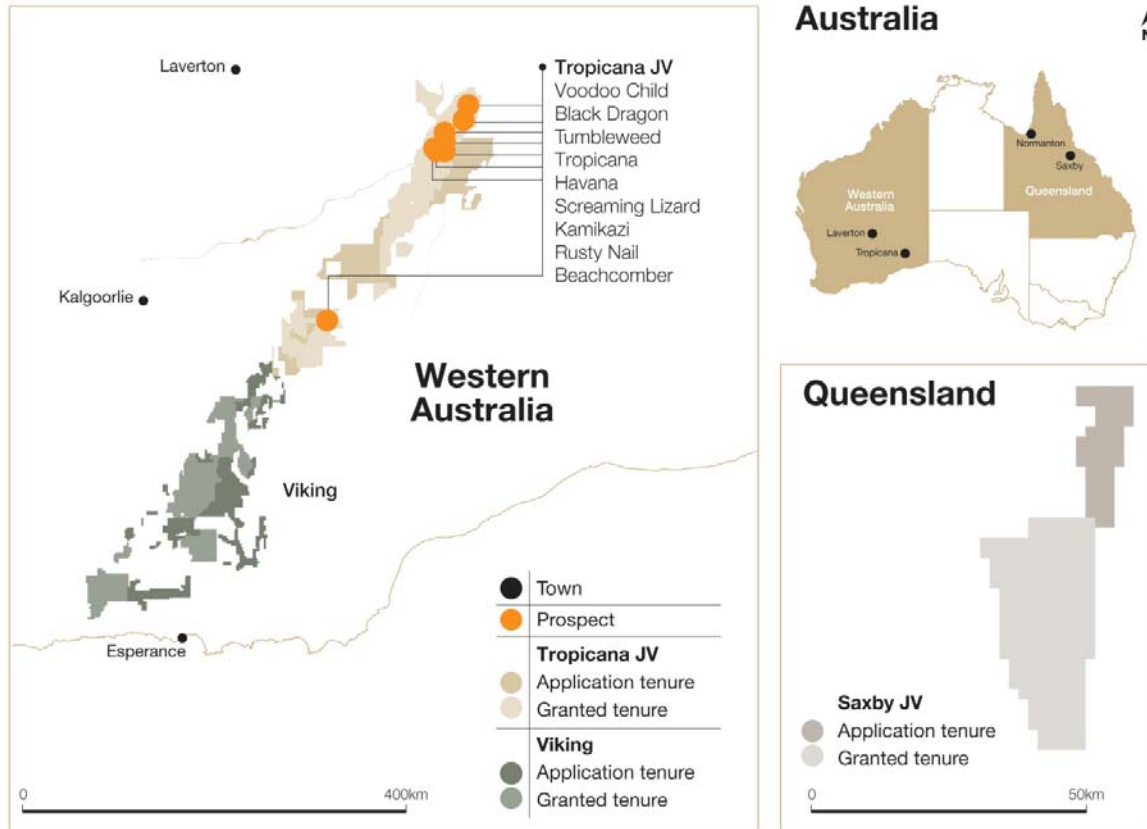 Laverton
Tropicana JV
Voodoo Child
Black Dragon
Tumbleweed
Tropicana
Havana
Screaming Lizard
Kamikazi
Rusty Nail
Beachcomber
Kalgoorlie
Western
Australia
Viking
Esperance
Town
Prospect
Tropicana JV
Application tenure
Granted tenure
Viking
Application tenure
Granted tenure
0 400km
Australia
Normanton
Saxby
Western
Australia
Queensland
Laverton
Tropicana
Queensland
Saxby JV
Application tenure
Granted tenure
0 50km